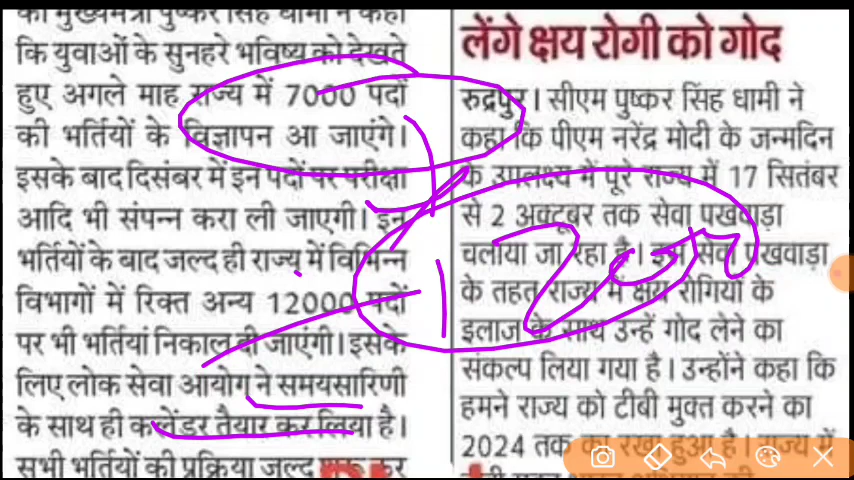 की मुख्यमंत्री पुष्कर सिंह धामी ने कहा
कि युवाओं के सुनहरे भविष्य को देखते
हुए अगले माह राज्य में 7000 पदों
की भर्तियों के विज्ञापन आ जाएंगे।
इसके बाद दिसंबर में इन पदों पर परीक्षा
आदि भी संपन्न करा ली जाएगी। इन
भर्तियों के बाद जल्द ही राज्य में विभिन्न
विभागों में रिक्त अन्य 12000 पदों
पर भी भर्तियां निकाल दी जाएंगी। इसके
लिए लोक सेवा आयोग ने समयसारिणी
के साथ ही कलेंडर तैयार कर लिया है।
सभी भर्तियों की प्रक्रिया जल्द शुरू कर
लेंगे क्षय रोगी को गोद
रुद्रपुर। सीएम पुष्कर सिंह धामी ने
कहा कि पीएम नरेंद्र मोदी के जन्मदिन
के उपलक्ष्य में पूरे राज्य में 17 सितंबर
से 2 अक्टूबर तक सेवा पखवाड़ा
चलाया जा रहा है। इस सेवा पखवाड़ा
के तहत राज्य में क्षय रोगियों के
इलाज के साथ उन्हें गोद लेने का
संकल्प लिया गया है। उन्होंने कहा कि
हमने राज्य को टीबी मुक्त करने का
2024 तक का रखा हुआ है। राज्य में